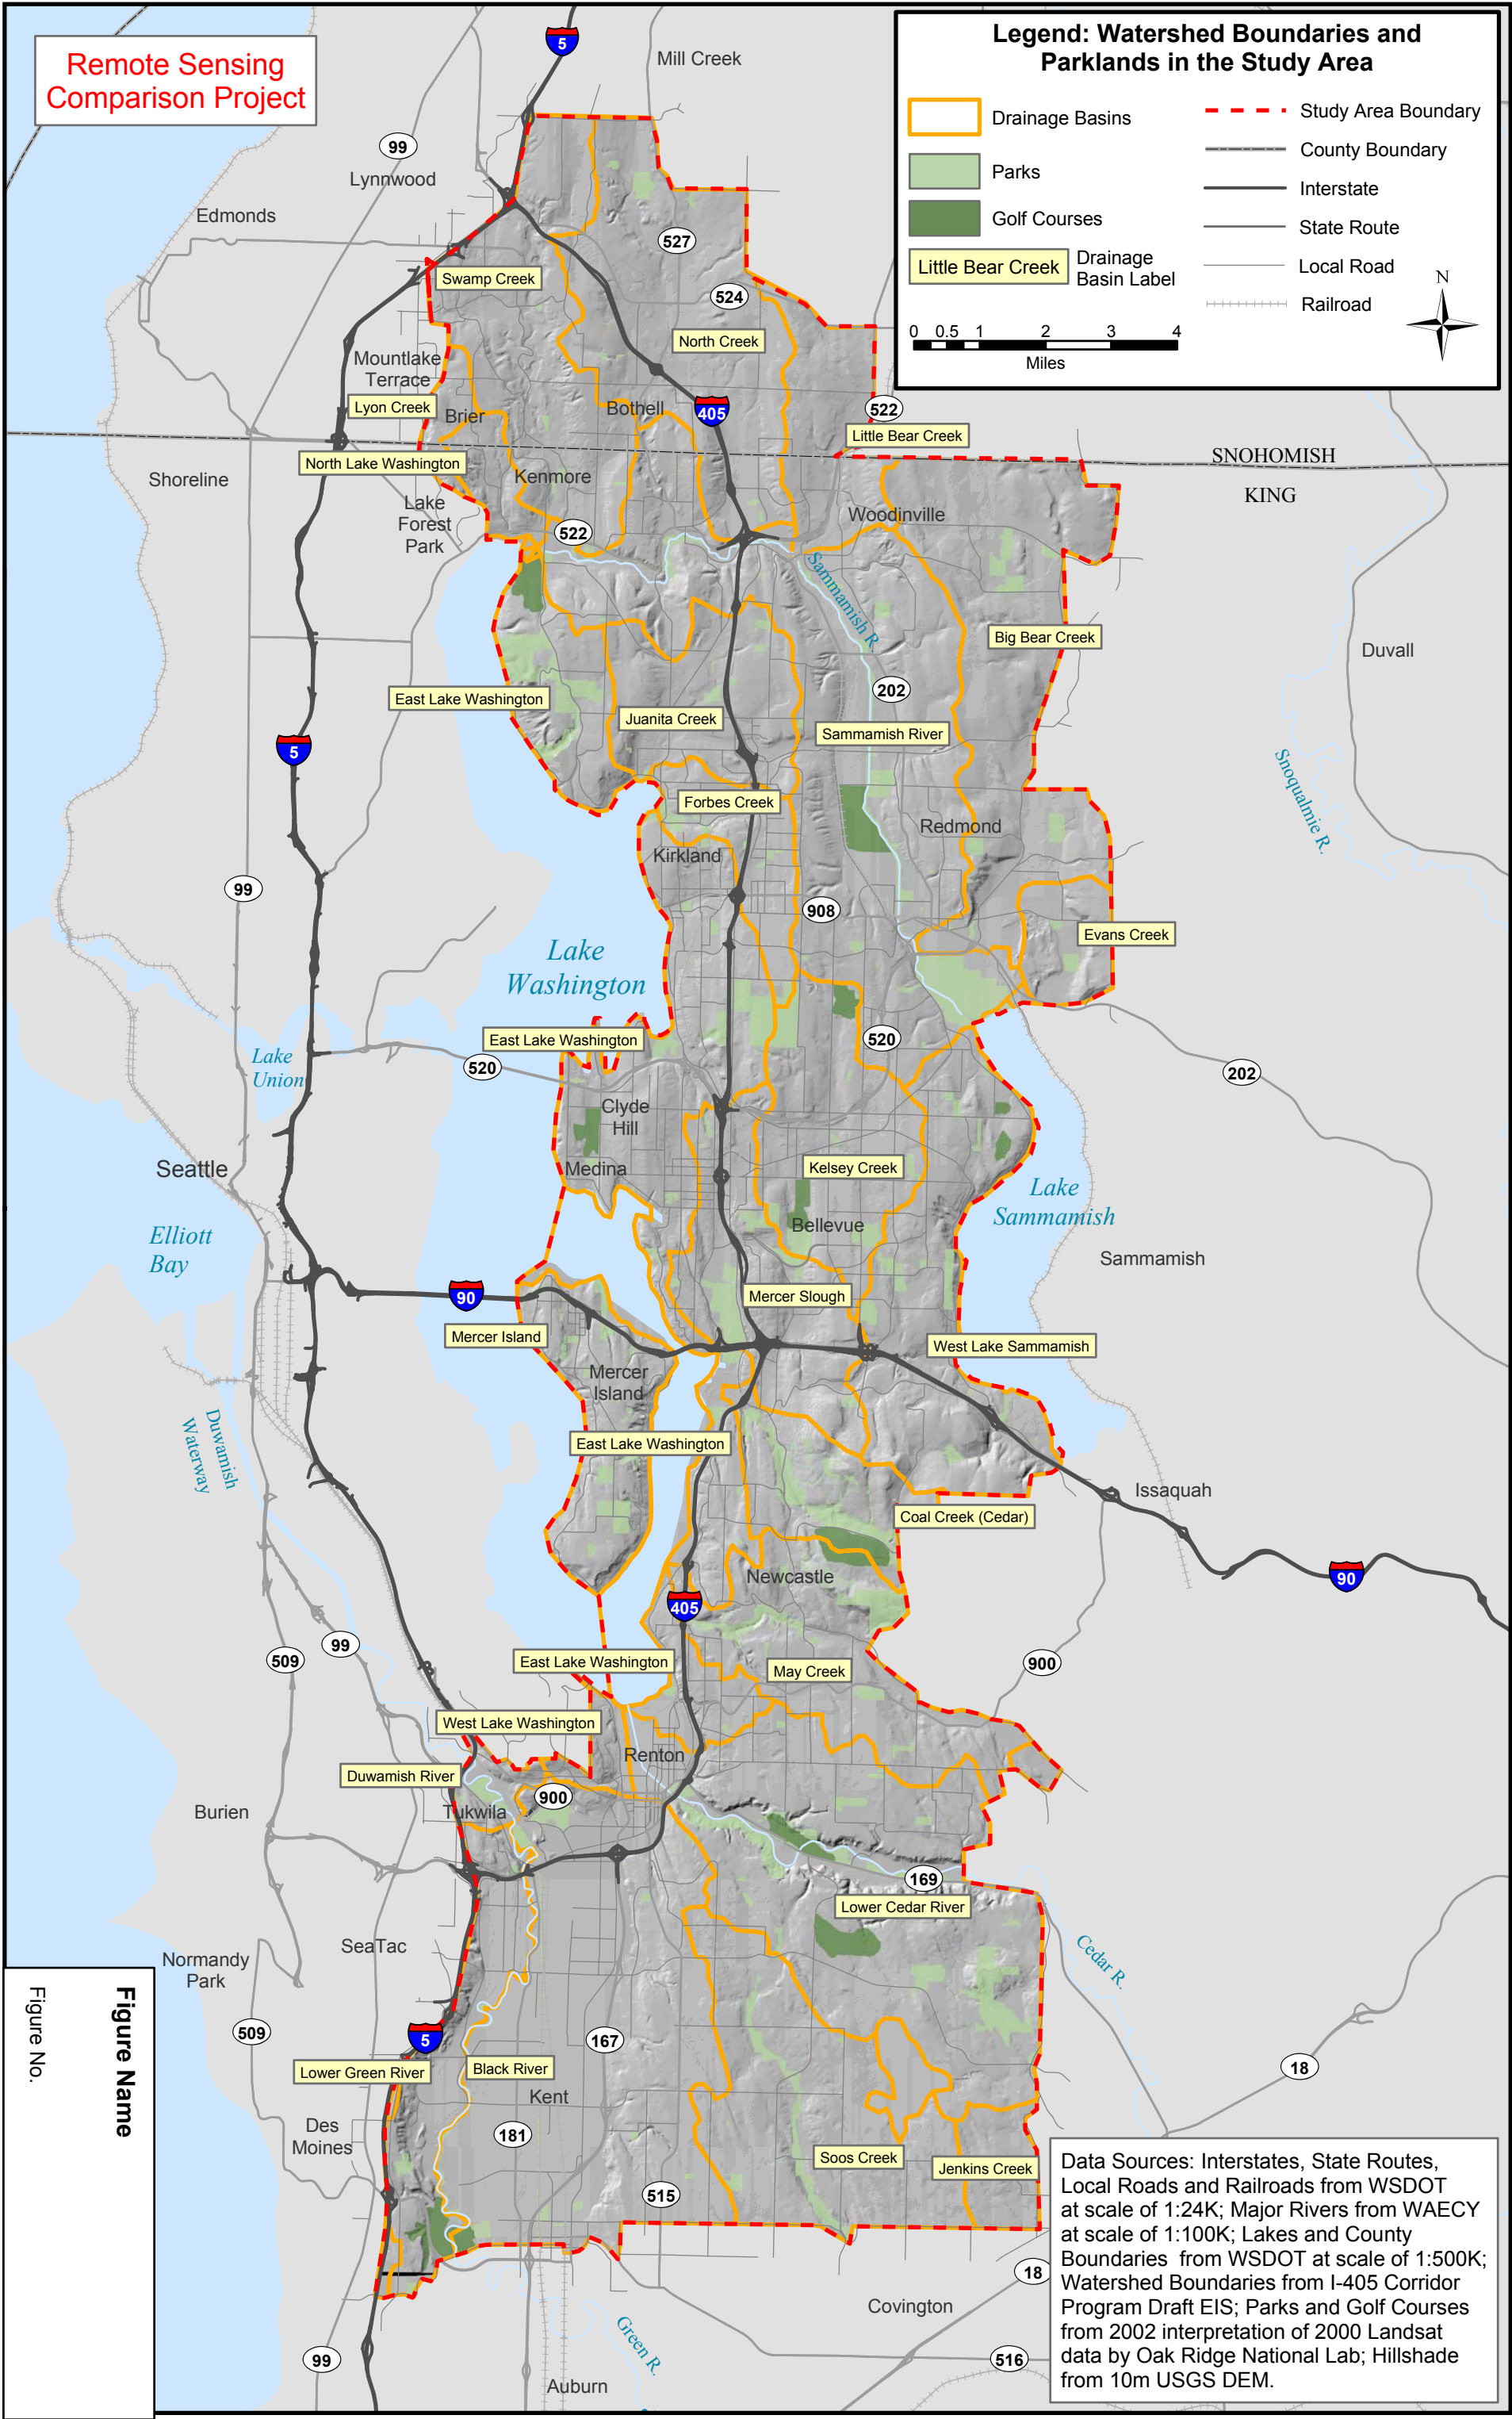 Remote Sensing
Comparison Project
Legend: Watershed Boundaries and
Parklands in the Study Area
Drainage Basins
Parks
Golf Courses
Little Bear Creek
Drainage
Basin Label
Study Area Boundary
County Boundary
Interstate
State Route
Local Road
Railroad
N
0 0.5 1 2 3 4
Miles
5
Mill Creek
99
Lynnwood
Edmonds
527
Swamp Creek
524
North Creek
Mountlake
Terrace
Lyon Creek
Brier
Bothell
405
522
Little Bear Creek
SNOHOMISH
KING
North Lake Washington
Shoreline
Kenmore
Lake
Forest
Park
522
Woodinville
Sammamish R.
Big Bear Creek
Duvall
East Lake Washington
202
Juanita Creek
Sammamish River
5
Snoqualmie R.
Forbes Creek
Redmond
Kirkland
99
908
Evans Creek
Lake
Washington
East Lake Washington
520
Lake
Union
520
202
Clyde
Hill
Seattle
Medina
Kelsey Creek
Lake
Sammamish
Bellevue
Elliott
Bay
Sammamish
90
Mercer Slough
Mercer Island
West Lake Sammamish
Mercer
Island
Duwamish
Waterway
East Lake Washington
Issaquah
Coal Creek (Cedar)
Newcastle
90
405
99
509
East Lake Washington
May Creek
900
West Lake Washington
Renton
Duwamish River
900
Burien
Tukwila
169
Lower Cedar River
SeaTac
Normandy
Park
Cedar R.
509
5
167
Lower Green River
Black River
Kent
18
Des
Moines
181
Soos Creek
Jenkins Creek
515
18
Covington
Green R.
99
516
Auburn
Figure Name
Figure No.
Data Sources: Interstates, State Routes,
Local Roads and Railroads from WSDOT
at scale of 1:24K; Major Rivers from WAECY
at scale of 1:100K; Lakes and County
Boundaries from WSDOT at scale of 1:500K;
Watershed Boundaries from I-405 Corridor
Program Draft EIS; Parks and Golf Courses
from 2002 interpretation of 2000 Landsat
data by Oak Ridge National Lab; Hillshade
from 10m USGS DEM.